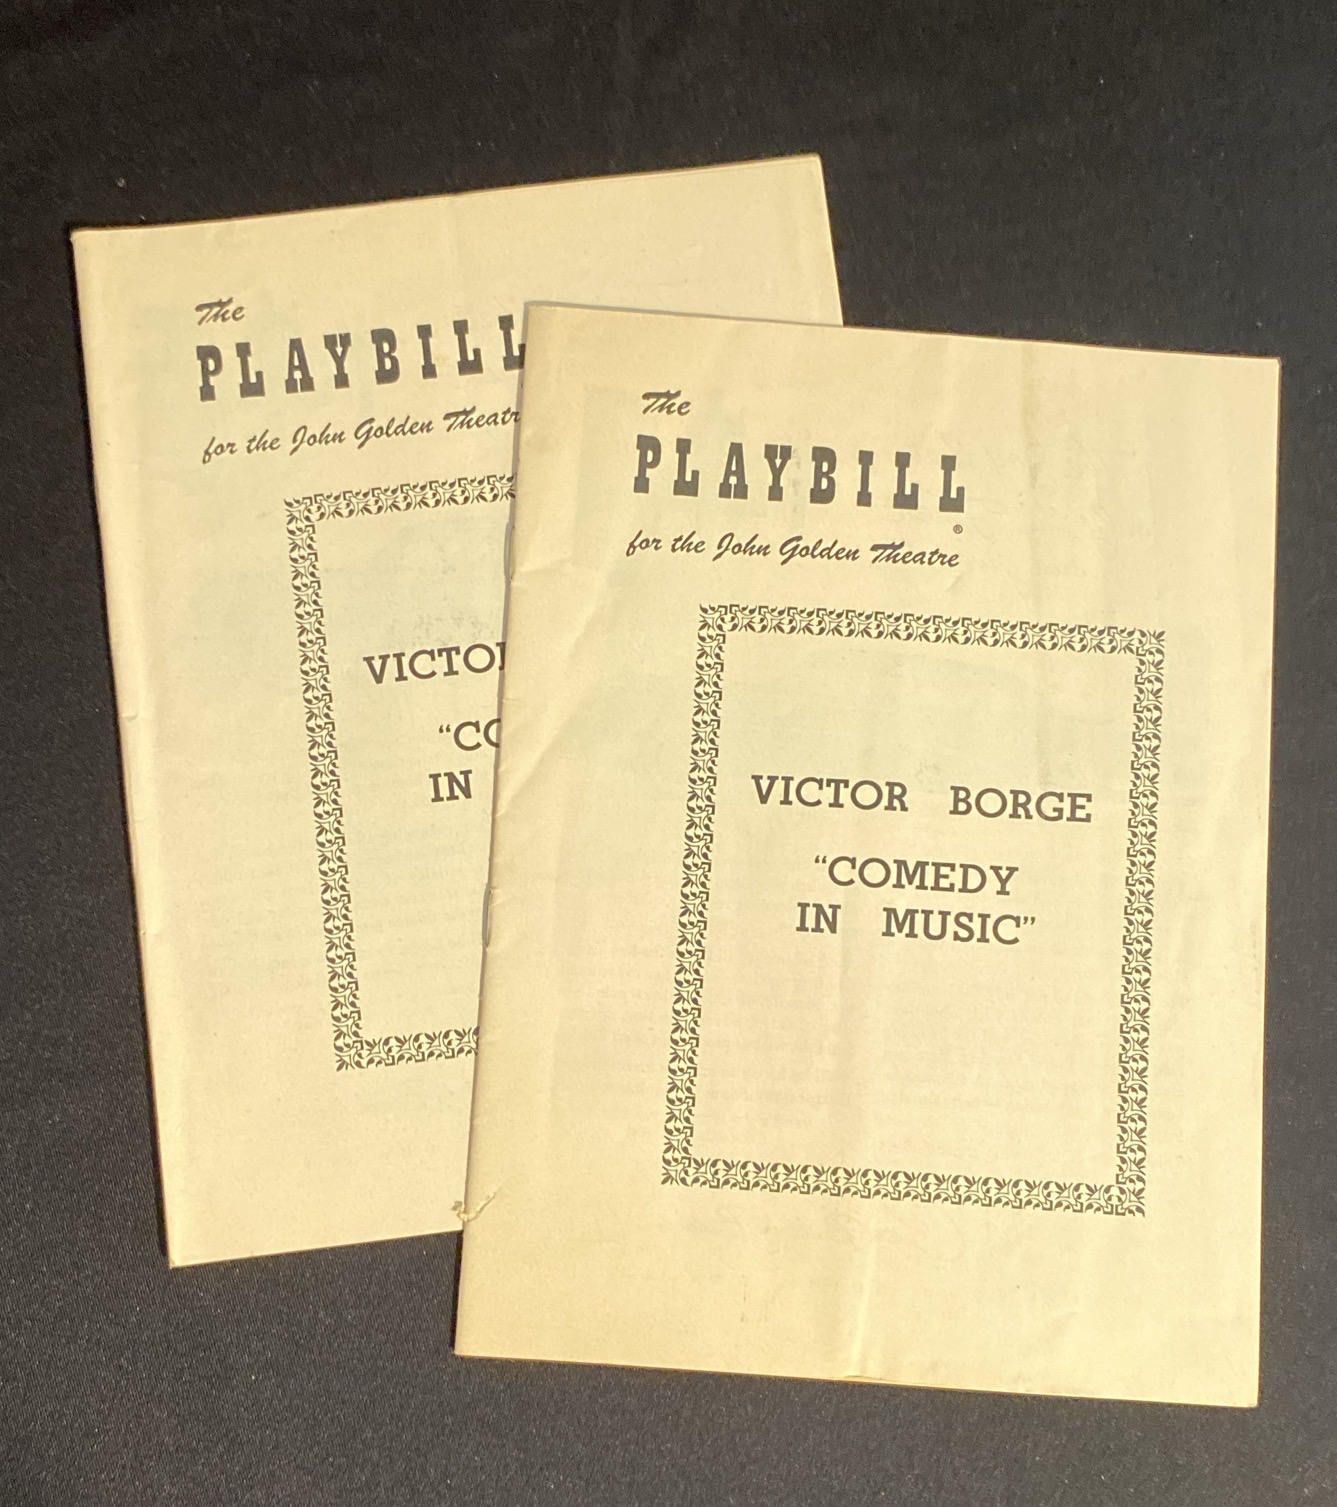 The
PLAYBILL
for the John Golden Theatr
VICTOR
"CO
IN
The
PLAYBILL
®
for the John Golden Theatre
VICTOR BORGE
"COMEDY
IN MUSIC"